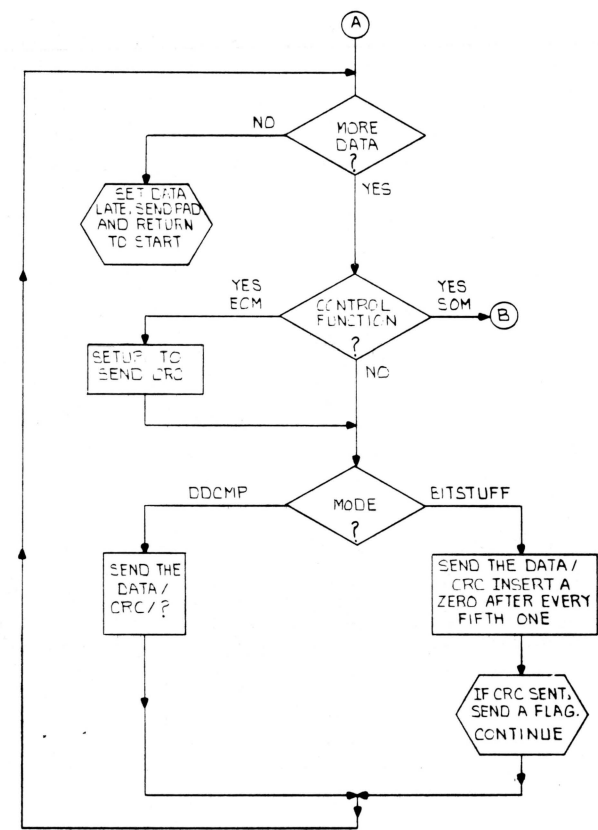 A
NO
MORE
DATA
?
YES
SET DATA
LATE, SEND PAD
AND RETURN
TO START
YES
ECM
CONTROL
FUNCTION
?
YES
SOM
B
NO
SETUP TO
SEND CRC
DDCMP
MODE
?
BITSTUFF
SEND THE
DATA/
CRC/?
SEND THE DATA/
CRC INSERT A
ZERO AFTER EVERY
FIFTH ONE
IF CRC SENT,
SEND A FLAG.
CONTINUE